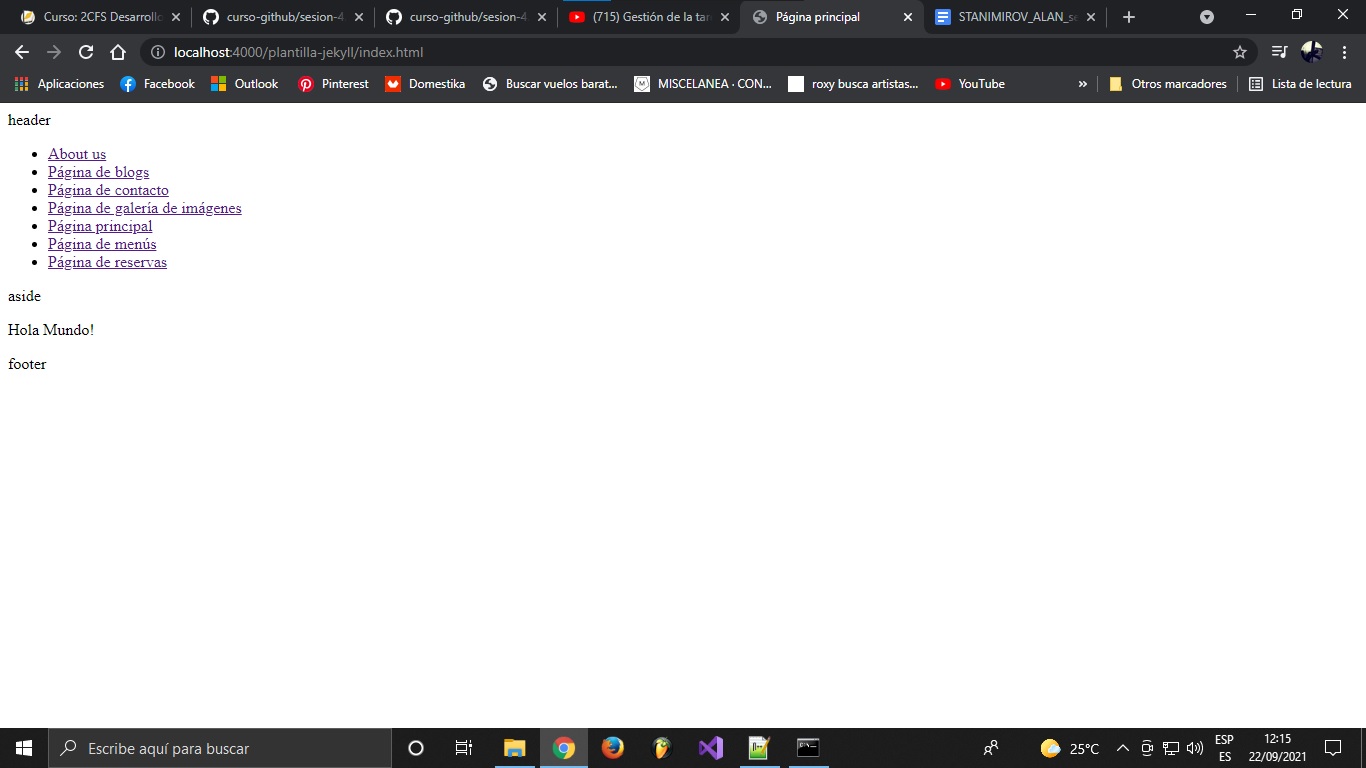 Curso: 2CFS Desarrollo
curso-github/sesion-4
curso-github/sesion-4.
(715) Gestión de la tar
Página principal
STANIMIROV_ALAN_se
localhost:4000/plantilla-jekyll/index.html
Aplicaciones
Facebook
Outlook
Pinterest
Domestika
Buscar vuelos barat...
MISCELANEA · CON...
roxy busca artistas...
YouTube
»
Otros marcadores
Lista de lectura
header
About us
Página de blogs
Página de contacto
Página de galería de imágenes
Página principal
Página de menús
Página de reservas
aside
Hola Mundo!
footer
Escribe aquí para buscar
25°C
ESP
ES
12:15
22/09/2021